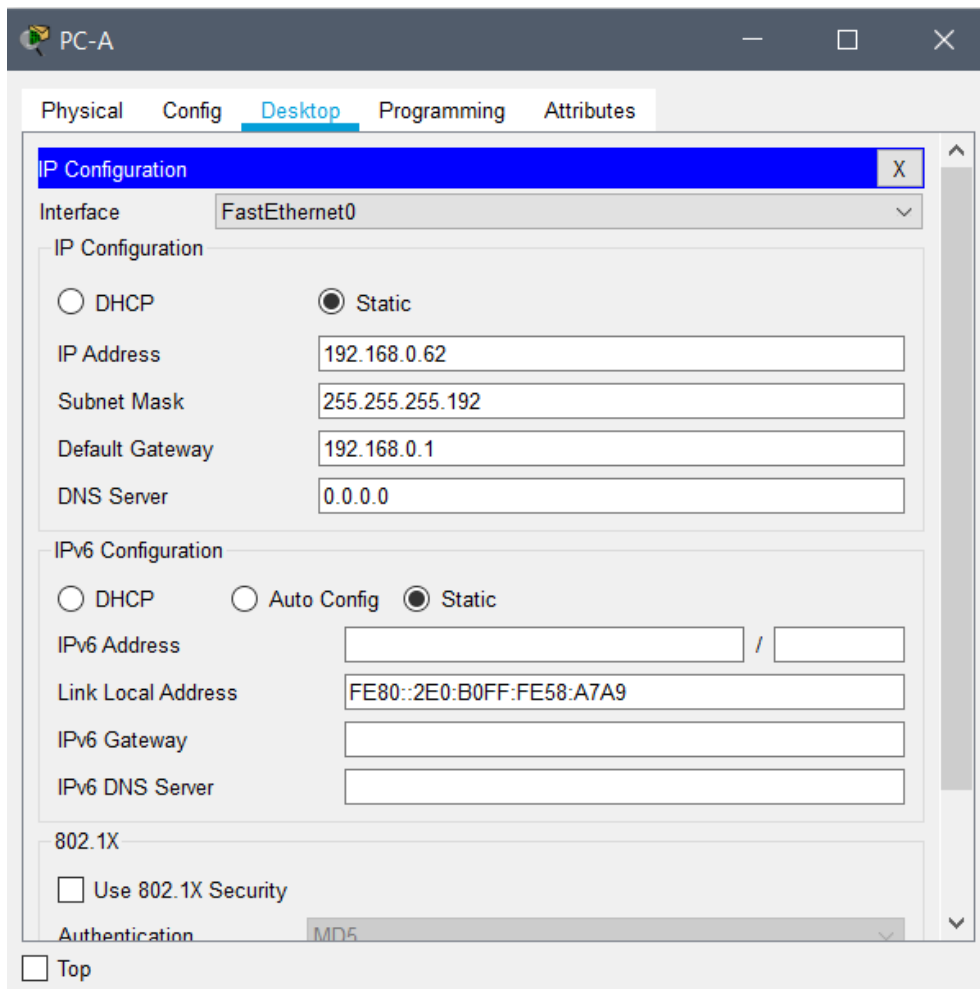 PC-A
Physical Config Desktop Programming Attributes
IP Configuration X
Interface FastEthernet0
IP Configuration
DHCP Static
IP Address 192.168.0.62
Subnet Mask 255.255.255.192
Default Gateway 192.168.0.1
DNS Server 0.0.0.0
IPv6 Configuration
DHCP Auto Config Static
IPv6 Address /
Link Local Address FE80::2E0:B0FF:FE58:A7A9
IPv6 Gateway
IPv6 DNS Server
802.1X
Use 802.1X Security
Authentication MD5
Top